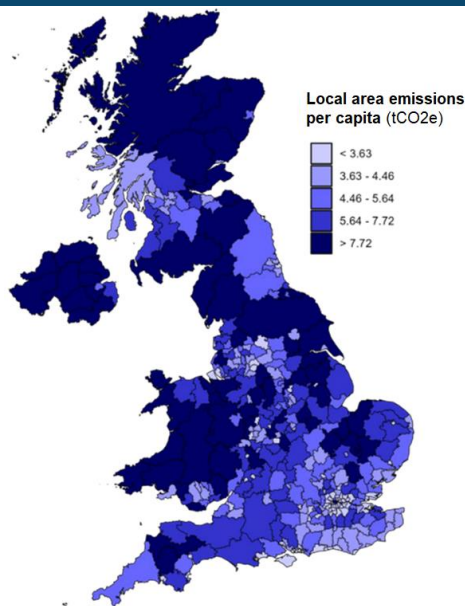 Local area emissions
per capita (tCO2e)
< 3.63
3.63 - 4.46
4.46 - 5.64
5.64 - 7.72
> 7.72